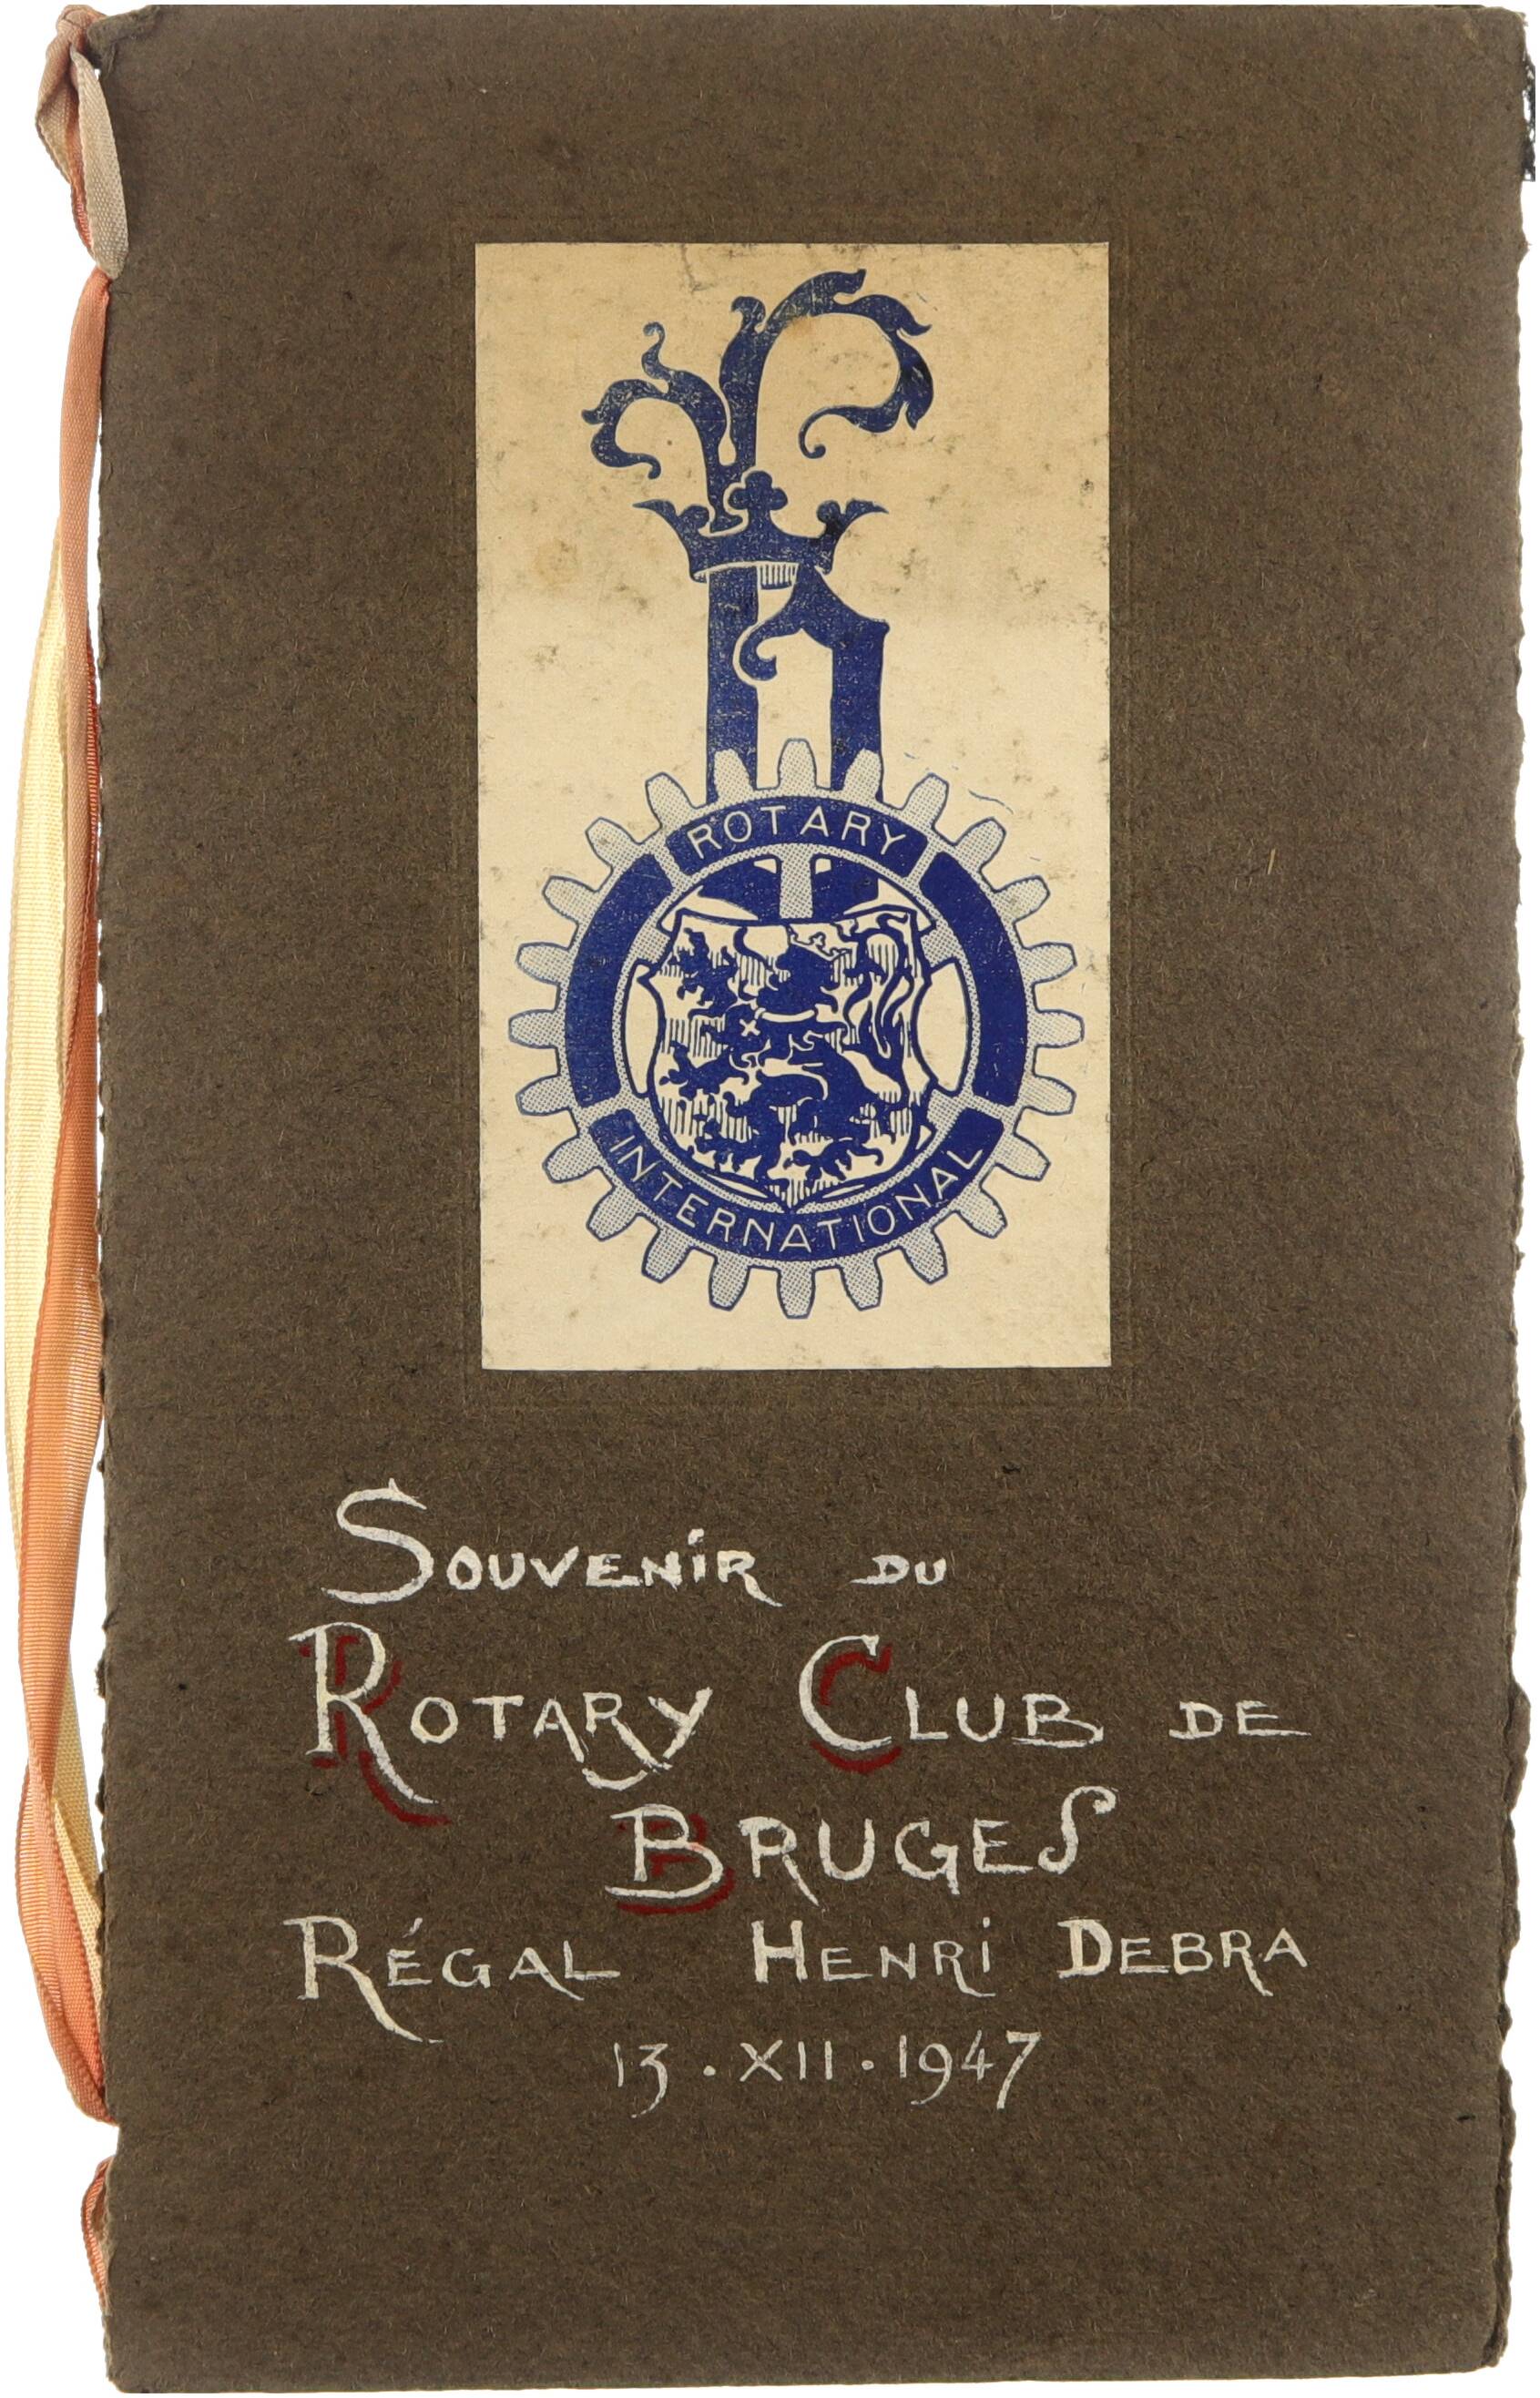 ROTARY
INTERNATIONAL
SOUVENIR DU
ROTARY CLUB DE
BRUGES
RÉGAL HENRI DEBRA
13 · XII · 1947